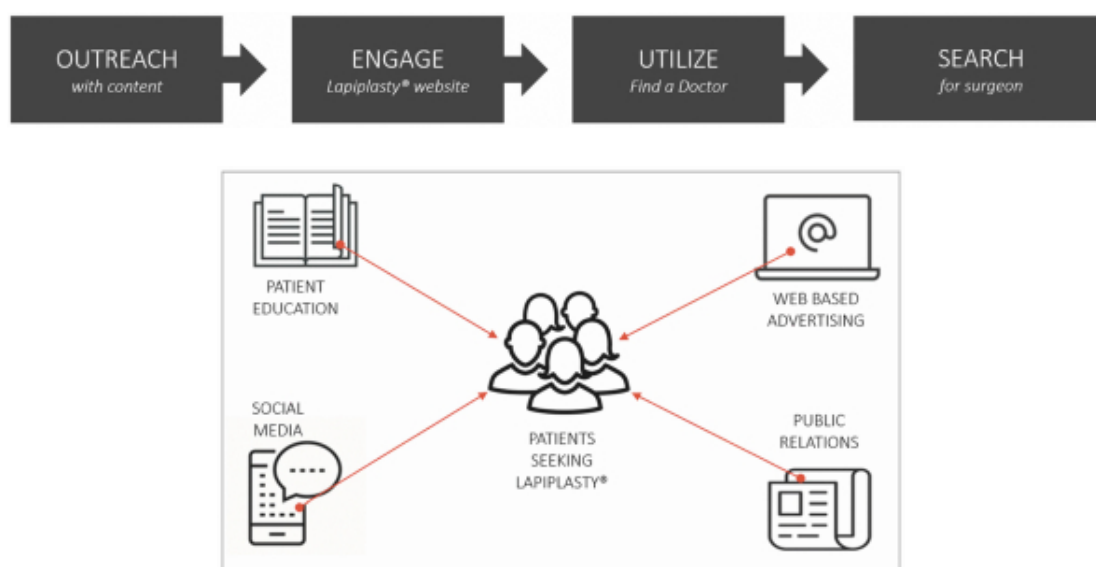 OUTREACH
with content
ENGAGE
Lapiplasty® website
UTILIZE
Find a Doctor
SEARCH
for surgeon
PATIENT
EDUCATION
WEB BASED
ADVERTISING
SOCIAL
MEDIA
PATIENTS
SEEKING
LAPIPLASTY®
PUBLIC
RELATIONS